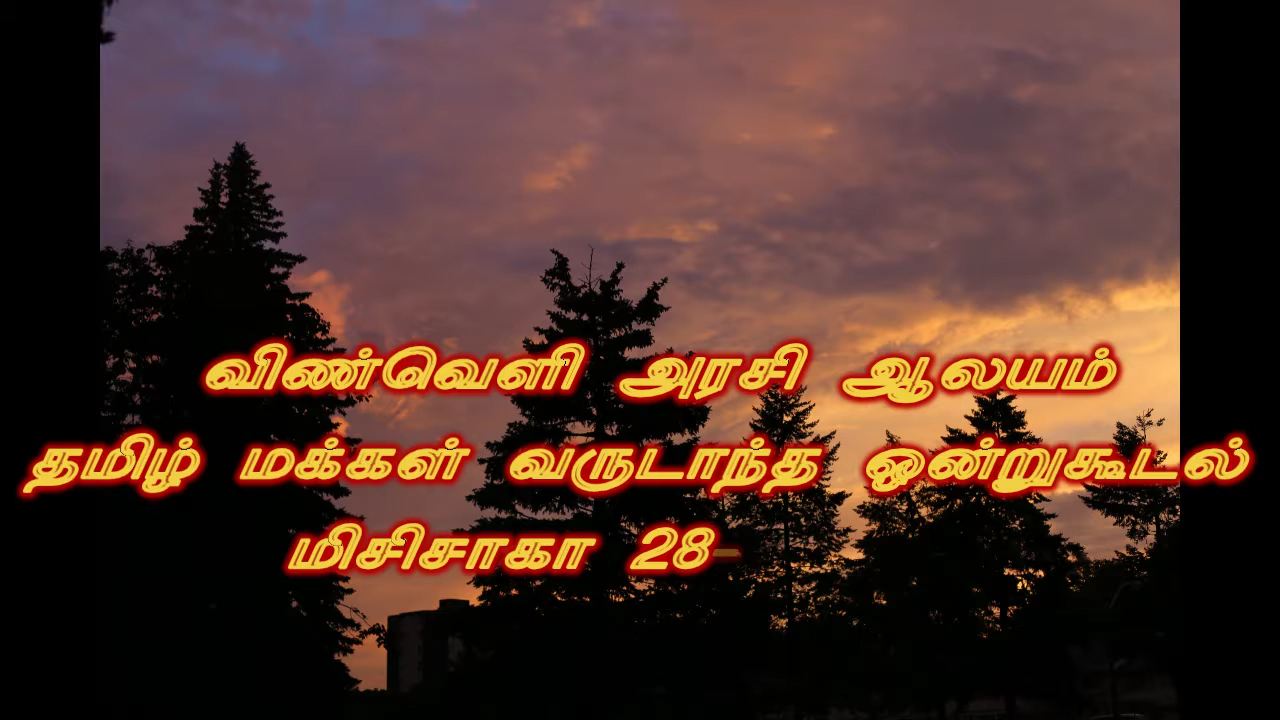 விண்வெளி அரசி ஆலயம்
தமிழ் மக்கள் வருடாந்த ஒன்றுகூடல்
மிசிசாகா 28-